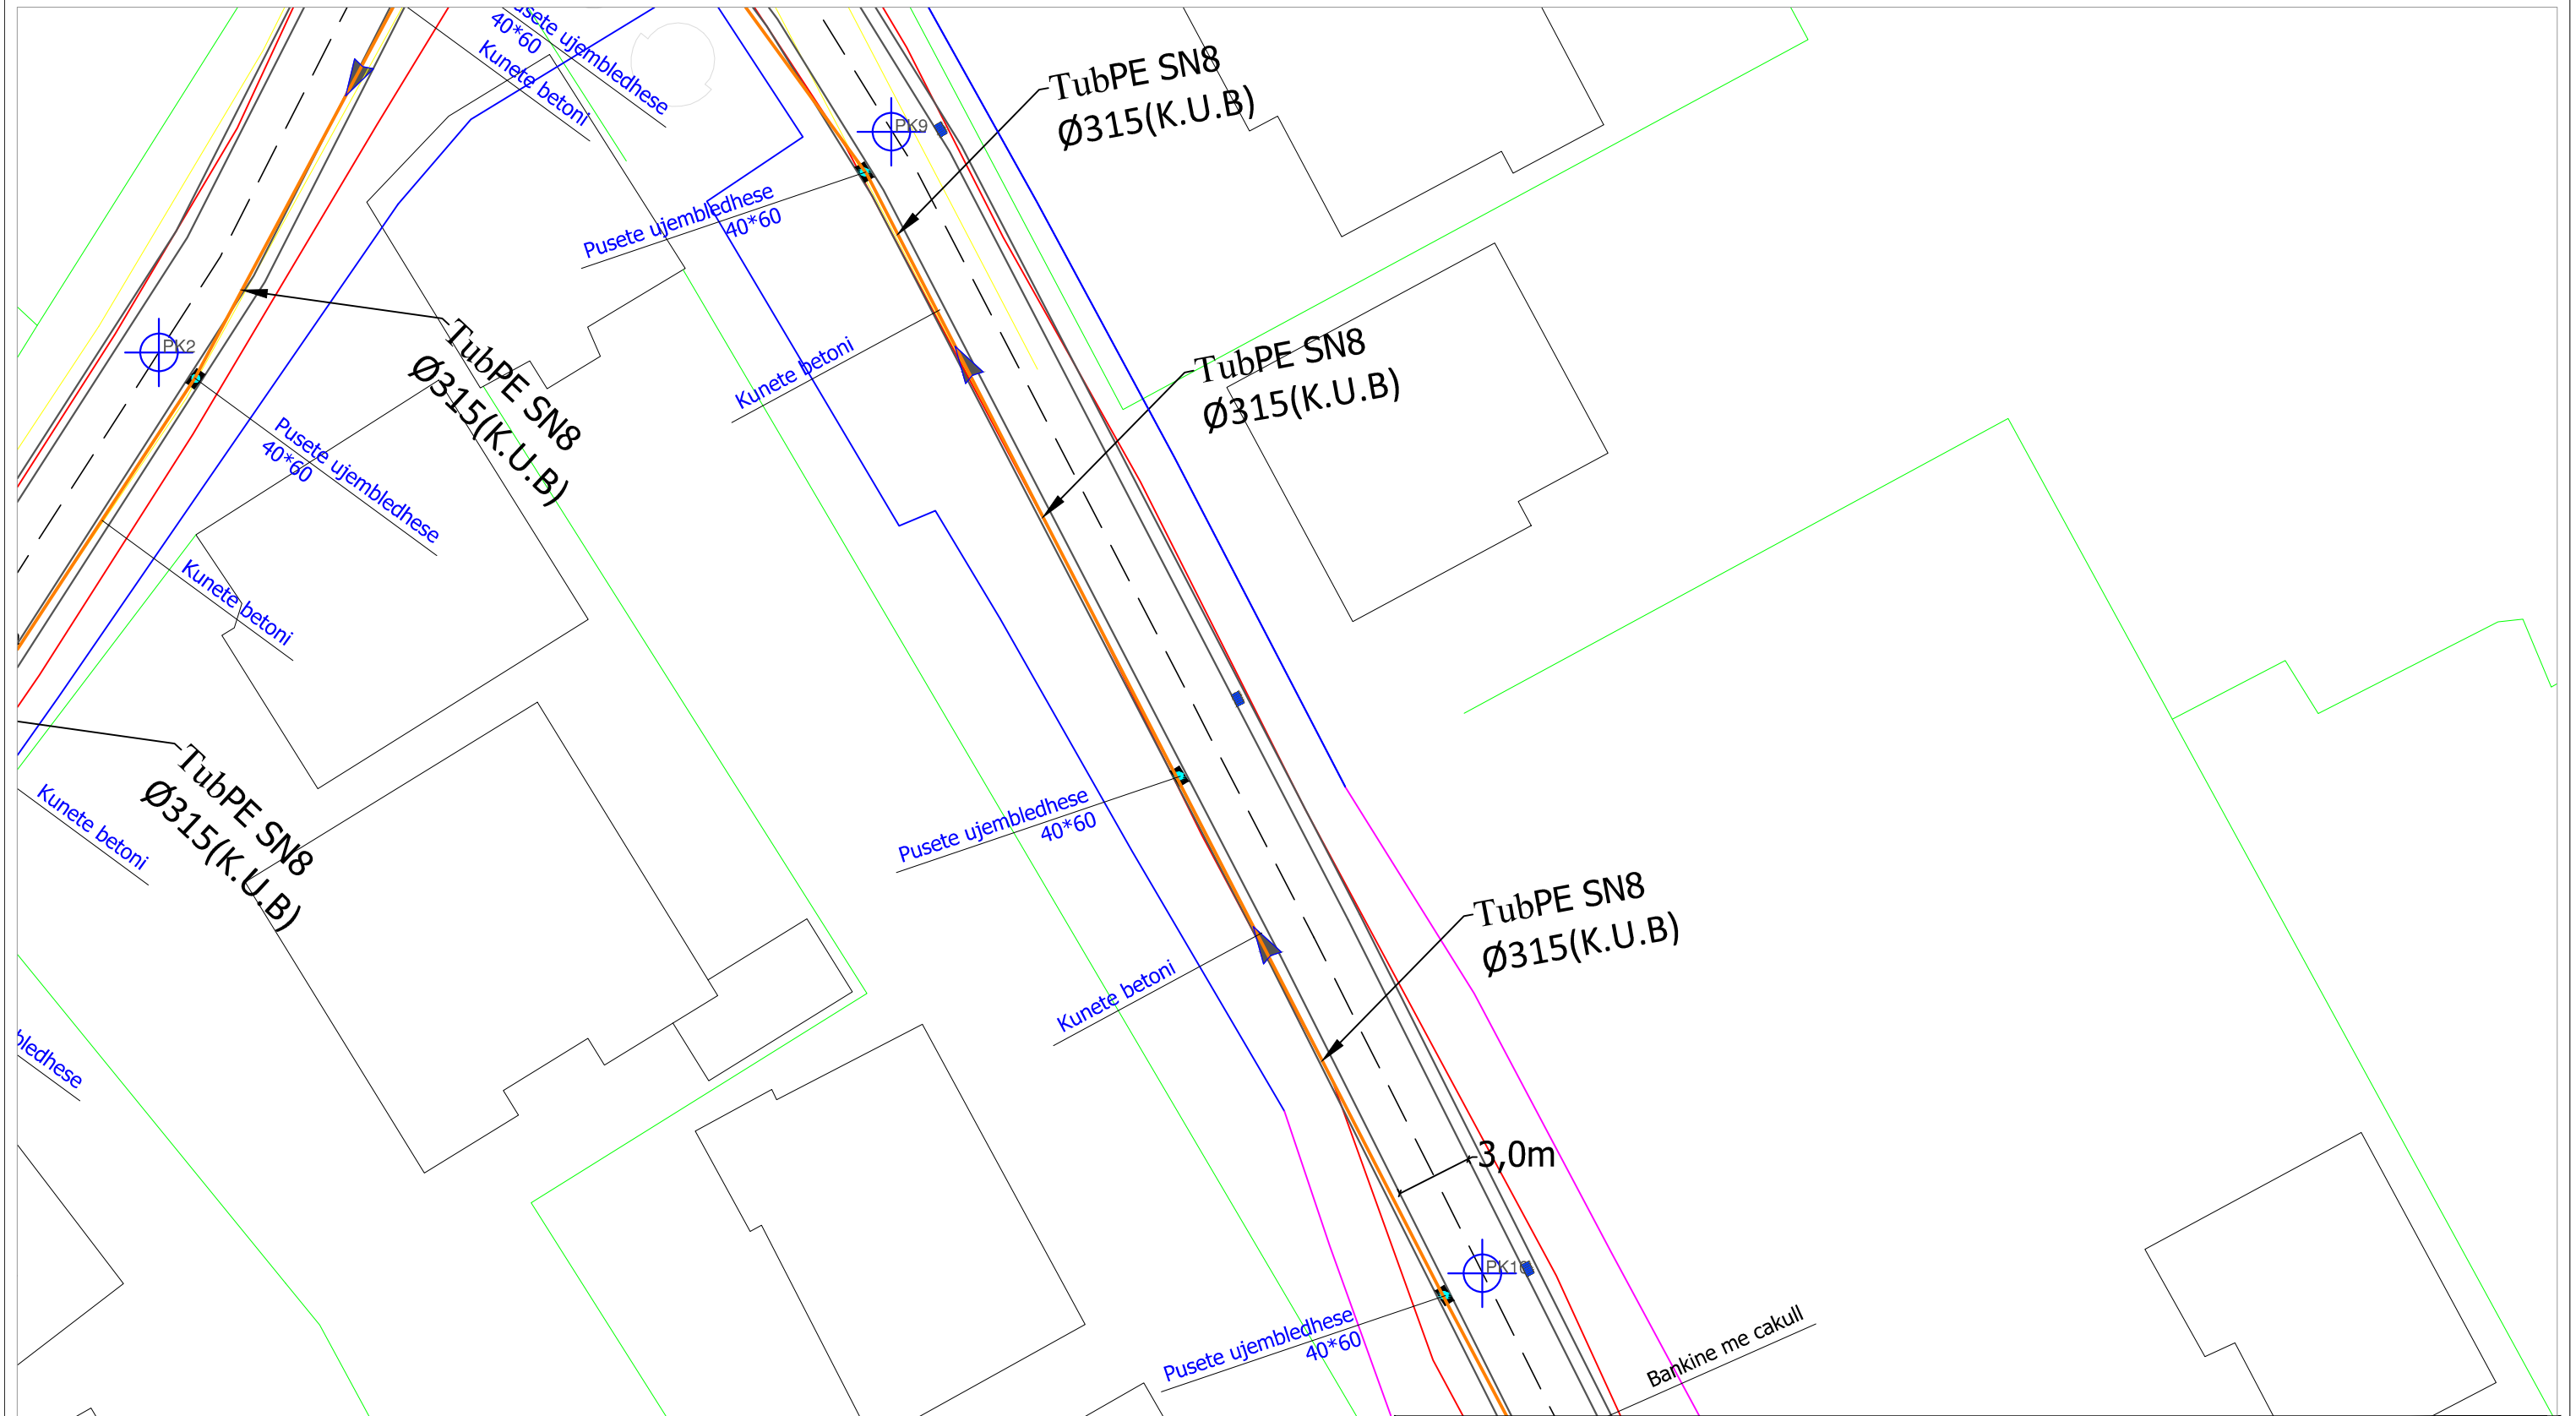 Pusete ujembledhese
40*60
Kunete betoni
TubPE SN8
Ø315(K.U.B)
PK9
Pusete ujembledhese
40*60
PK2
TubPE SN8
Ø315(K.U.B)
Kunete betoni
TubPE SN8
Ø315(K.U.B)
Pusete ujembledhese
40*60
Kunete betoni
TubPE SN8
Ø315(K.U.B)
Kunete betoni
Pusete ujembledhese
40*60
TubPE SN8
Ø315(K.U.B)
Kunete betoni
bledhese
3,0m
PK10
Pusete ujembledhese
40*60
Bankine me cakull